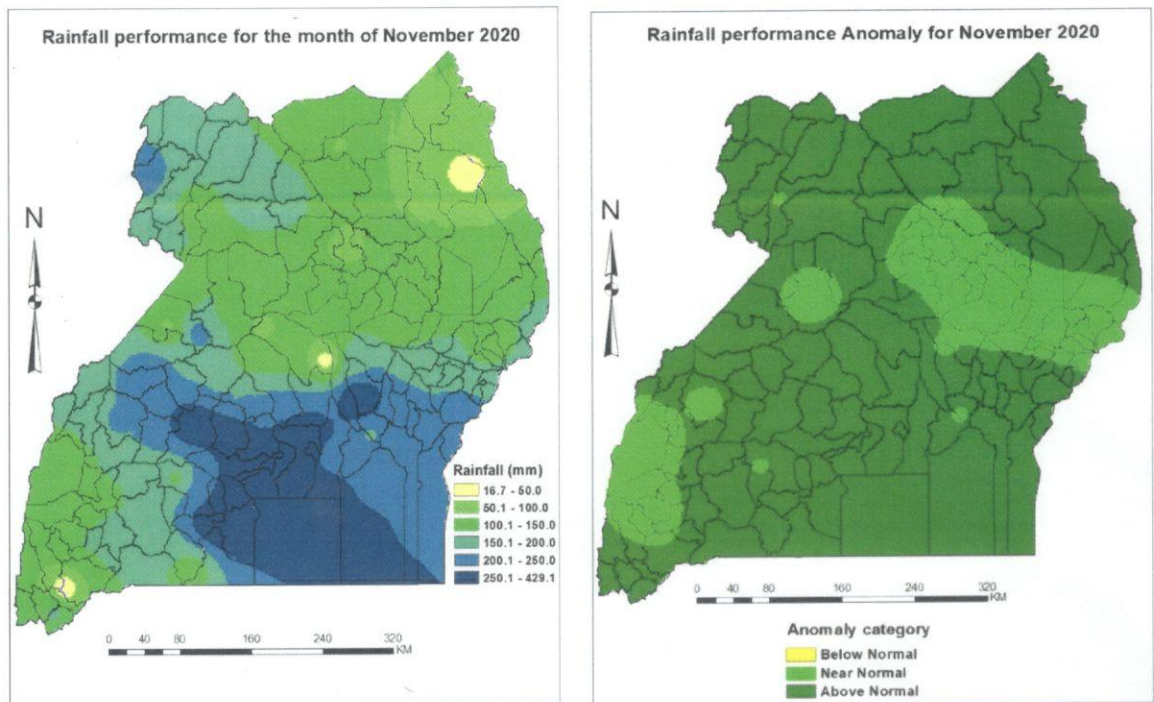 Rainfall performance for the month of November 2020
N
Rainfall (mm)
16.7 - 50.0
50.1 - 100.0
100.1 - 150.0
150.1 - 200.0
200.1 - 250.0
250.1 - 429.1
0 40 80 160 240 320
KM
Rainfall performance Anomaly for November 2020
N
0 40 80 160 240 320
KM
Anomaly category
Below Normal
Near Normal
Above Normal